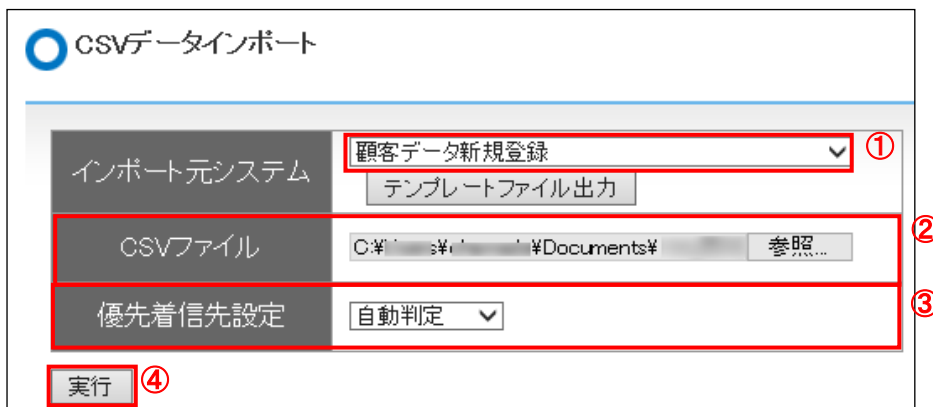 CSVデータインポート
インポート元システム
顧客データ新規登録
①
テンプレートファイル出力
CSVファイル
C:¥ ¥ ¥Documents¥
参照...
②
優先着信先設定
自動判定
③
実行
④